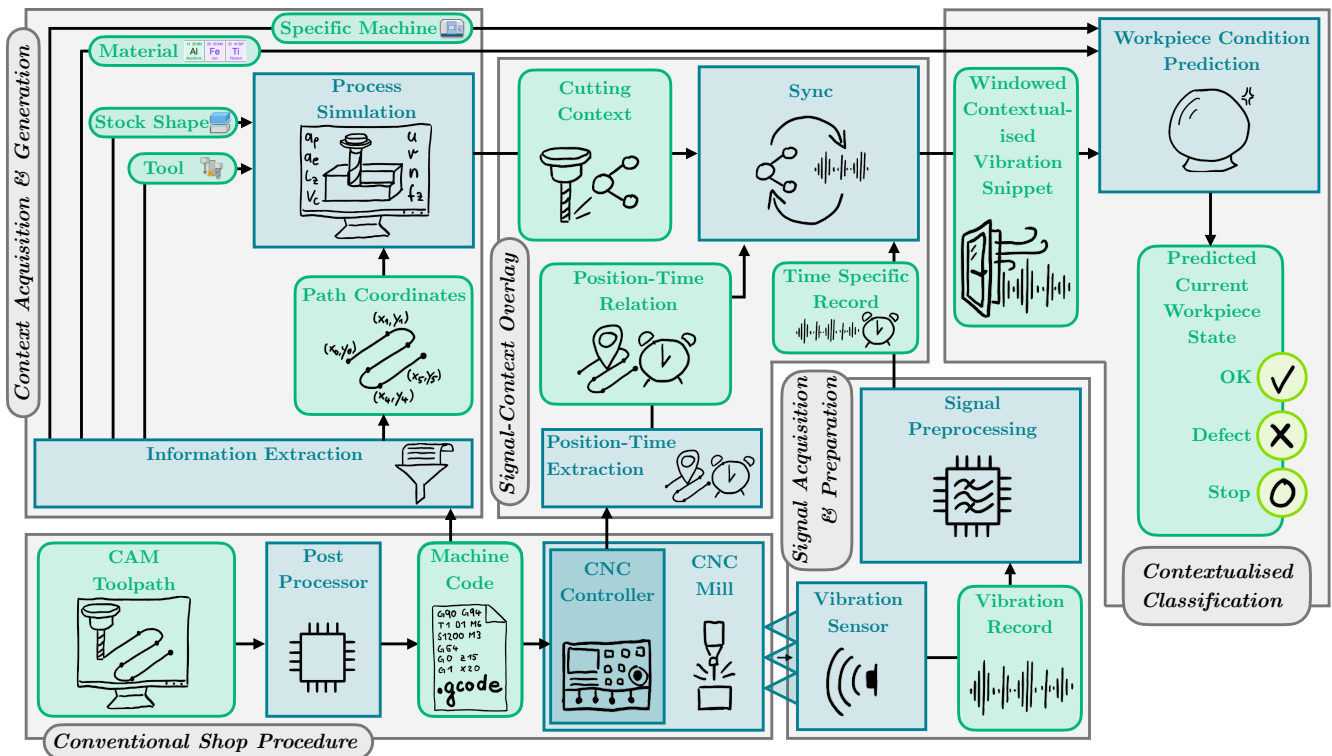 Specific Machine
Material
Al
Fe
Ti
Stock Shape
Tool
Process
Simulation
ap
ae
lz
Vc
u
v
n
fz
Cutting
Context
Sync
Windowed
Contextual-
ised
Vibration
Snippet
Workpiece Condition
Prediction
Context Acquisition & Generation
Path Coordinates
(x1,y1)
(x0,y0)
(x5,y5)
(x4,y4)
Signal-Context Overlay
Position-Time
Relation
Time Specific
Record
Predicted
Current
Workpiece
State
OK
Defect
Stop
Information Extraction
Position-Time
Extraction
Signal Acquisition
& Preparation
Signal
Preprocessing
CAM
Toolpath
Post
Processor
Machine
Code
G90 G94
T1 D1 M6
S1200 M3
G54
G0 Z15
G1 X20
.gcode
CNC
Controller
CNC
Mill
Vibration
Sensor
Vibration
Record
Contextualised
Classification
Conventional Shop Procedure